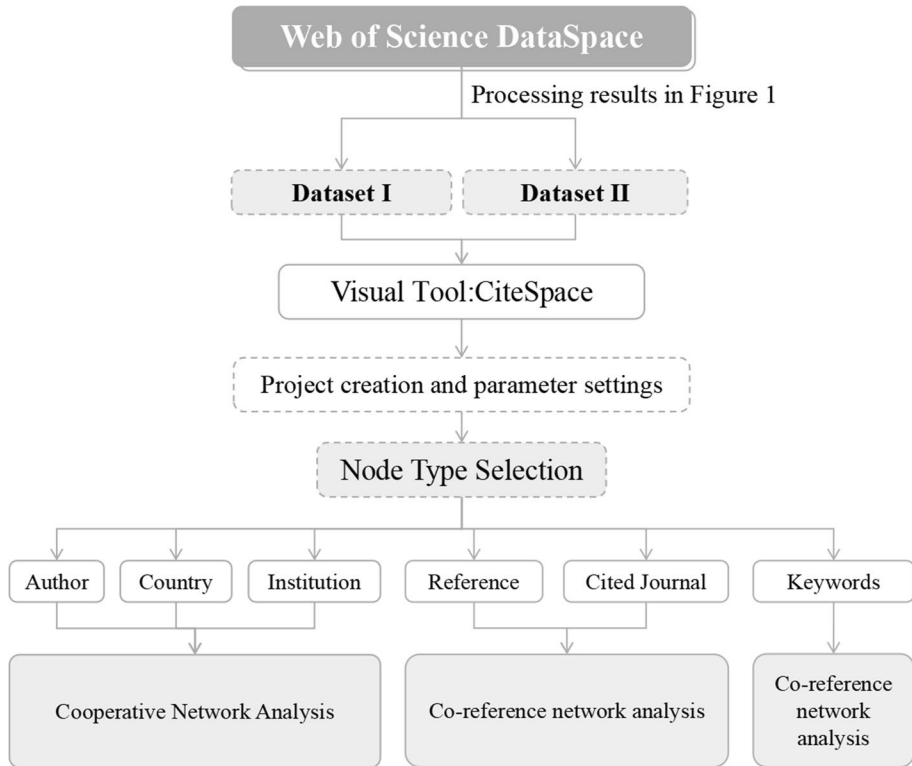 Web of Science DataSpace
Processing results in Figure 1
Dataset I
Dataset II
Visual Tool:CiteSpace
Project creation and parameter settings
Node Type Selection
Author
Country
Institution
Reference
Cited Journal
Keywords
Cooperative Network Analysis
Co-reference network analysis
Co-reference
network
analysis